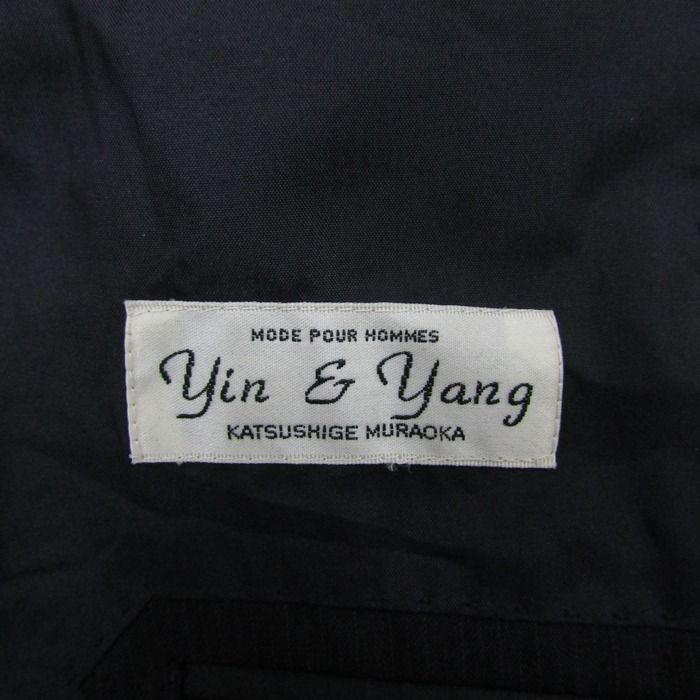 MODE POUR HOMMES
Yin & Yang
KATSUSHIGE MURAOKA